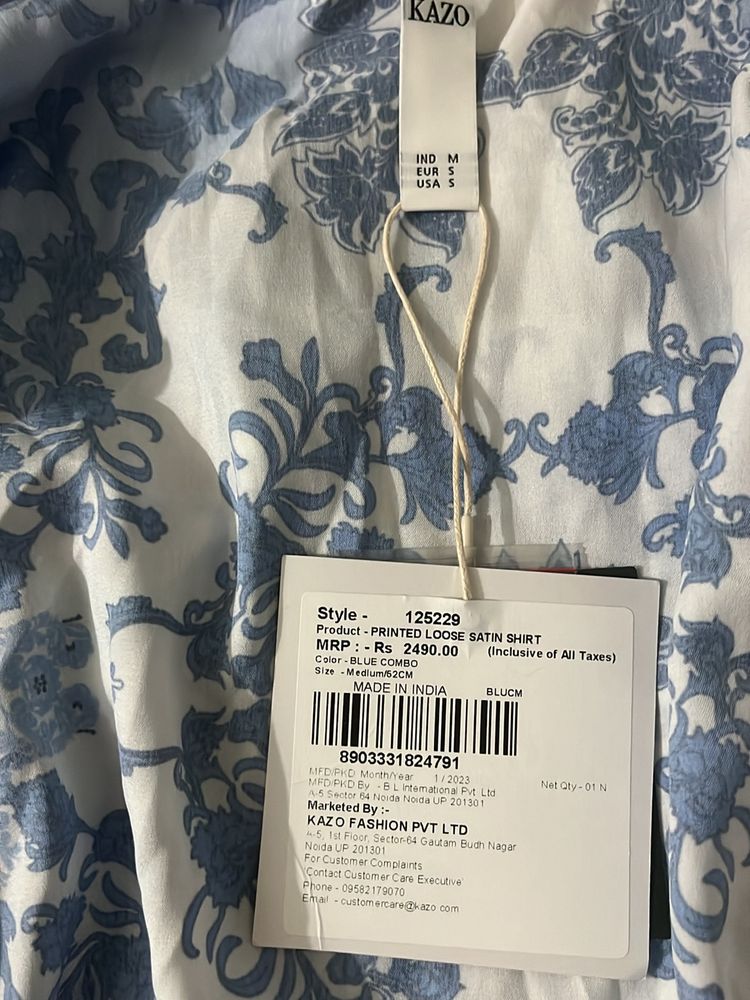 KAZO
IND M
EUR S
USA S
Style - 125229
Product - PRINTED LOOSE SATIN SHIRT
MRP : - Rs 2490.00 (Inclusive of All Taxes)
Color - BLUE COMBO
Size - Medium/52CM
MADE IN INDIA BLUCM
8903331824791
MFD/PKD Month/Year 1 / 2023
MFD/PKD By - B L International Pvt Ltd Net Qty - 01 N
A-5 Sector 64 Noida Noida UP 201301
Marketed By :-
KAZO FASHION PVT LTD
A-5, 1st Floor, Sector-64 Gautam Budh Nagar
Noida UP 201301
For Customer Complaints
'Contact Customer Care Executive'
Phone - 09582179070
Email - customercare@kazo.com